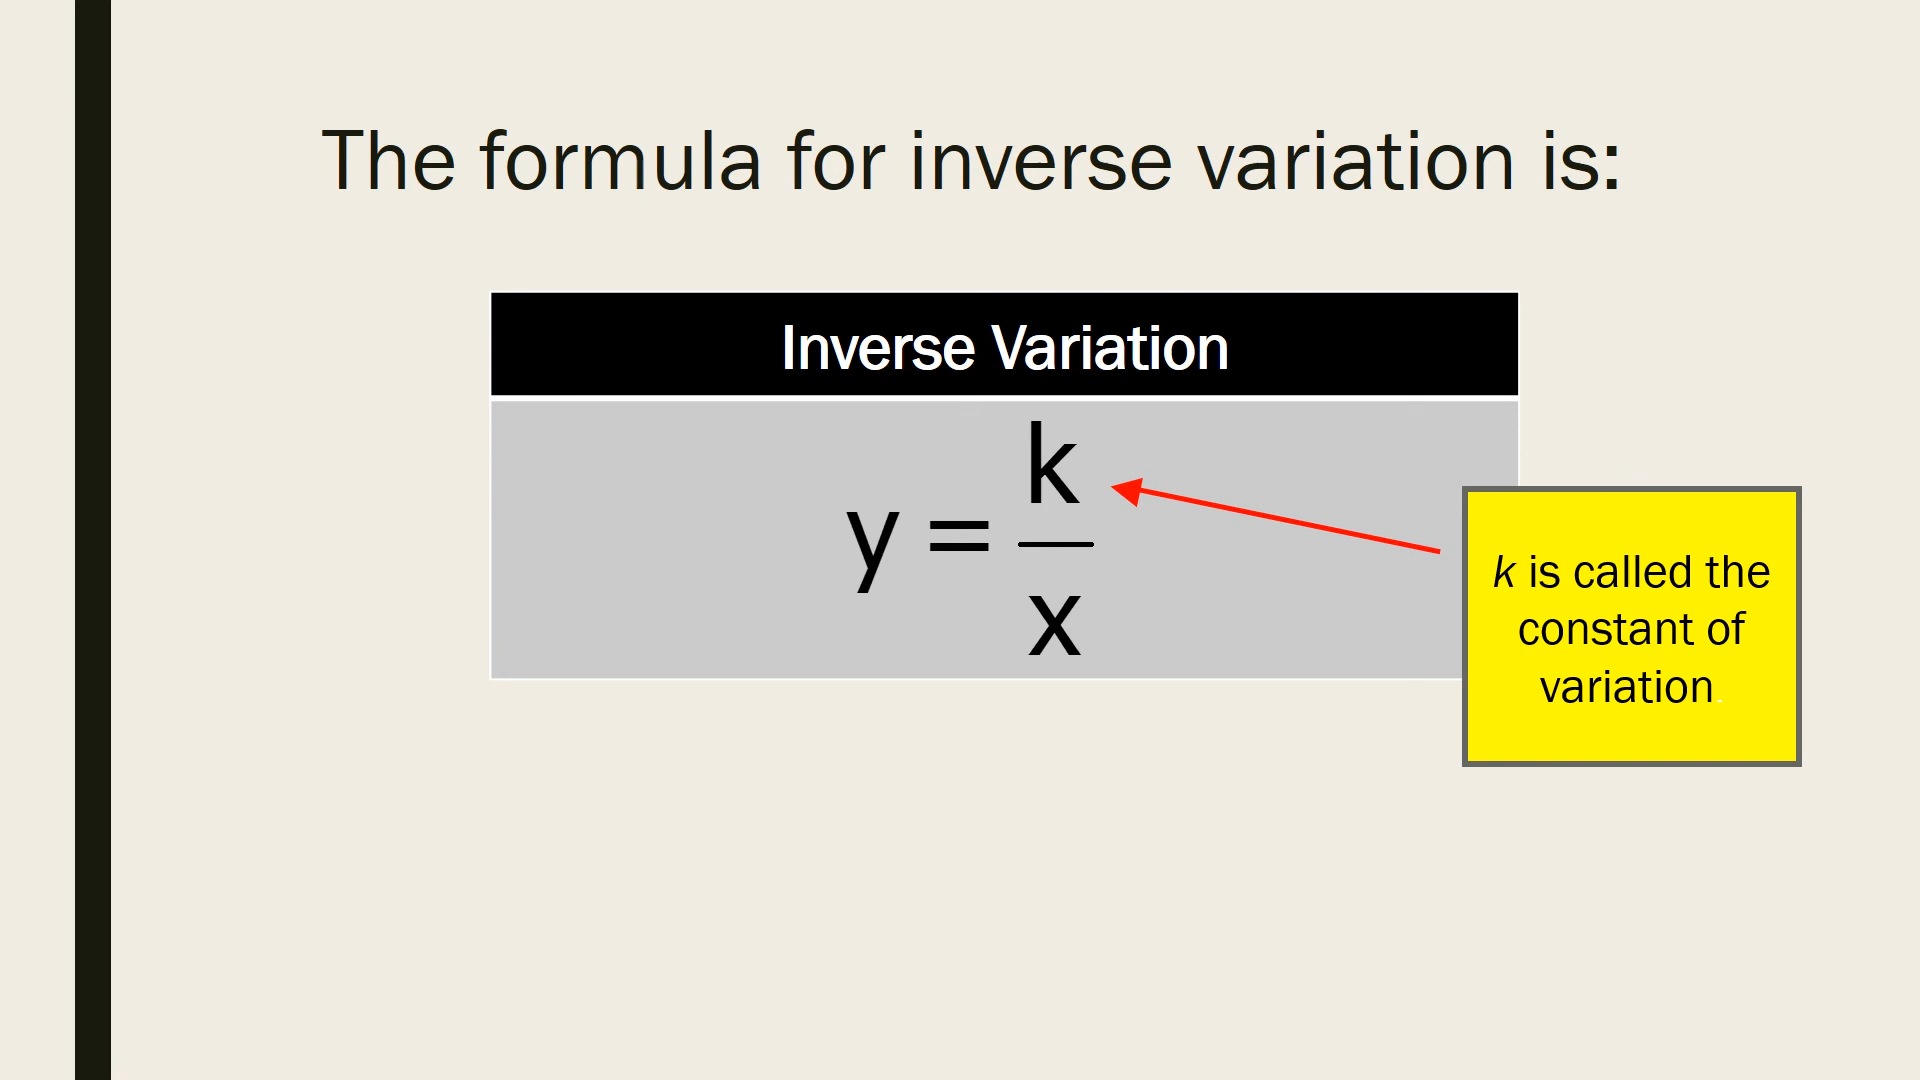 The formula for inverse variation is:
Inverse Variation
y = k/x
k is called the
constant of
variation.